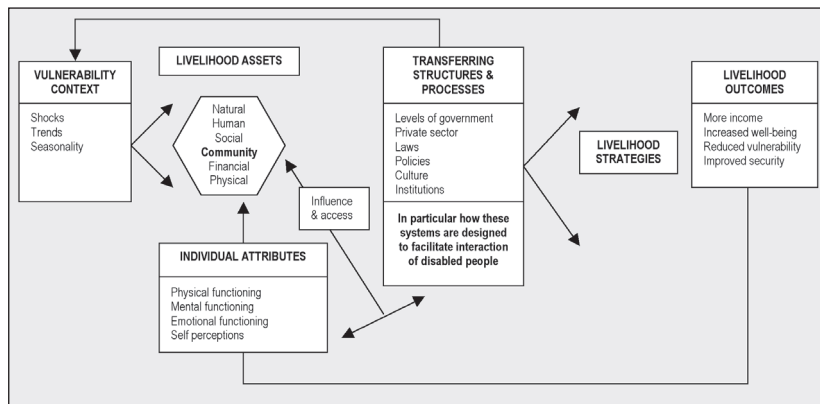 VULNERABILITY
CONTEXT
Shocks
Trends
Seasonality
LIVELIHOOD ASSETS
Natural
Human
Social
Community
Financial
Physical
Influence
& access
INDIVIDUAL ATTRIBUTES
Physical functioning
Mental functioning
Emotional functioning
Self perceptions
TRANSFERRING
STRUCTURES &
PROCESSES
Levels of government
Private sector
Laws
Policies
Culture
Institutions
In particular how these
systems are designed
to facilitate interaction
of disabled people
LIVELIHOOD
STRATEGIES
LIVELIHOOD
OUTCOMES
More income
Increased well-being
Reduced vulnerability
Improved security